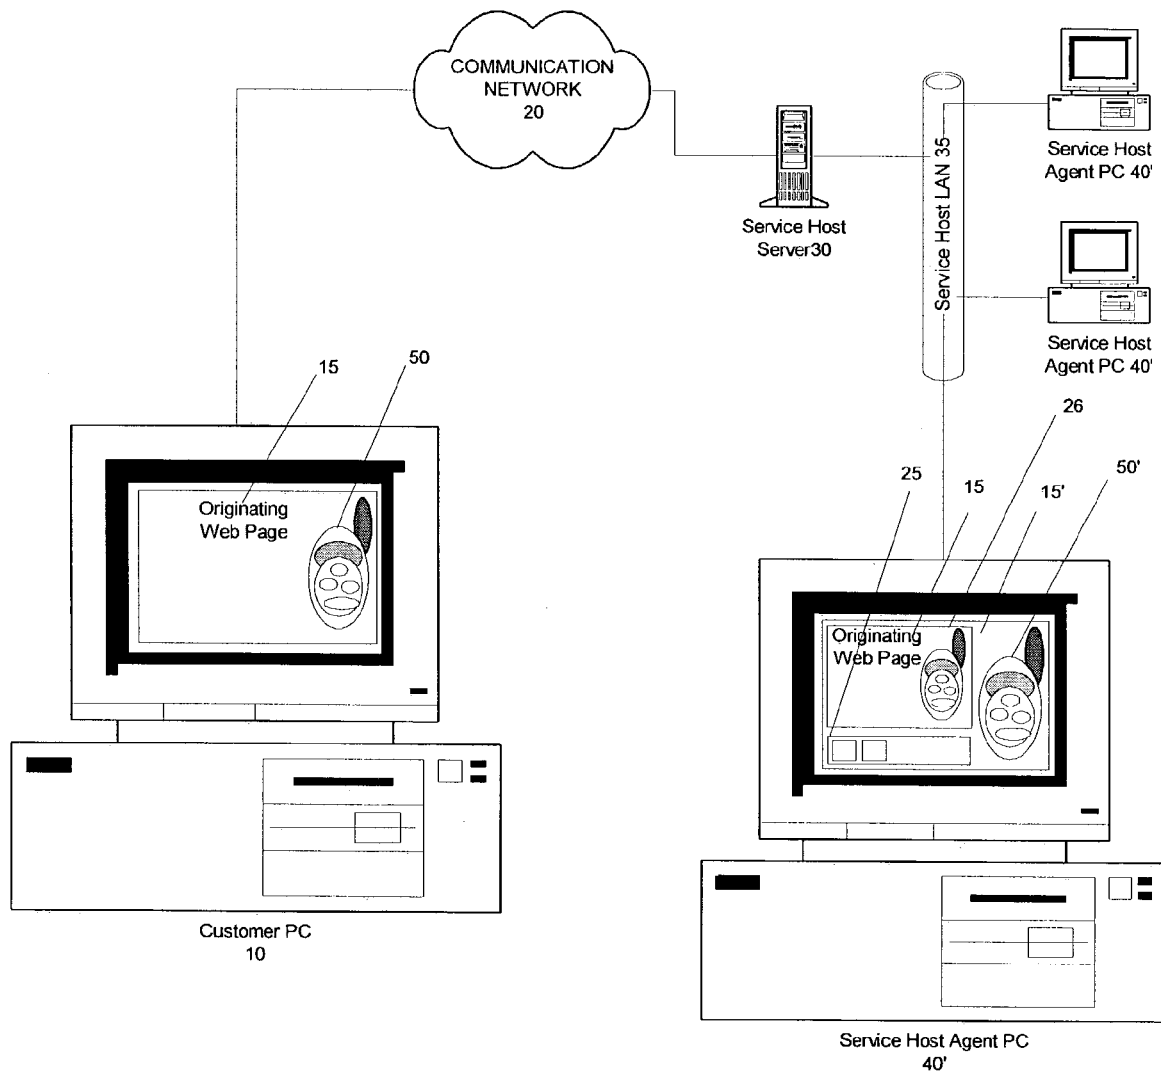 COMMUNICATION
NETWORK
20
Service Host
Agent PC 40'
Service Host LAN 35
Service Host
Server30
Service Host
Agent PC 40'
15
50
26
25
15
15'
50'
Originating
Web Page
Originating
Web Page
Customer PC
10
Service Host Agent PC
40'